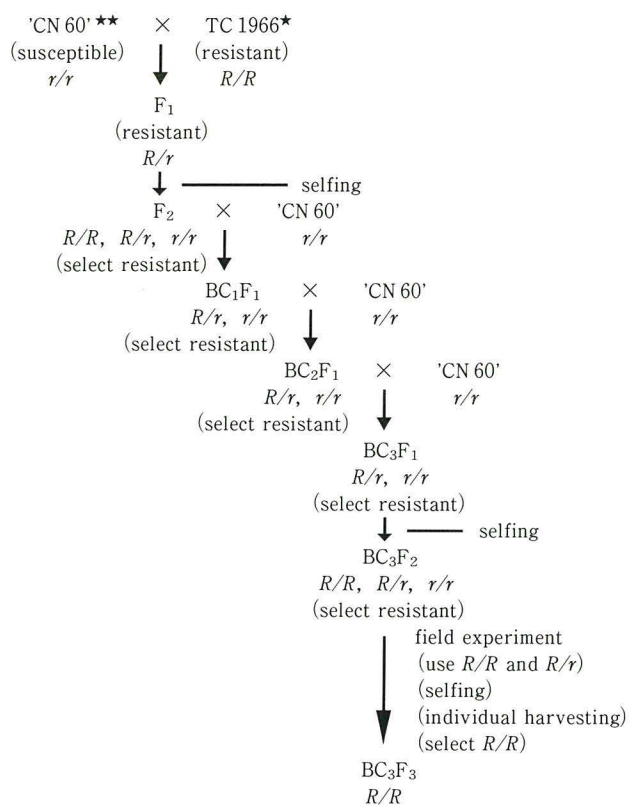 'CN 60'★★ × TC 1966★
(susceptible) (resistant)
r/r R/R
F₁
(resistant)
R/r
selfing
F₂ × 'CN 60'
R/R, R/r, r/r r/r
(select resistant)
BC₁F₁ × 'CN 60'
R/r, r/r r/r
(select resistant)
BC₂F₁ × 'CN 60'
R/r, r/r r/r
(select resistant)
BC₃F₁
R/r, r/r
(select resistant)
selfing
BC₃F₂
R/R, R/r, r/r
(select resistant)
field experiment
(use R/R and R/r)
(selfing)
(individual harvesting)
(select R/R)
BC₃F₃
R/R